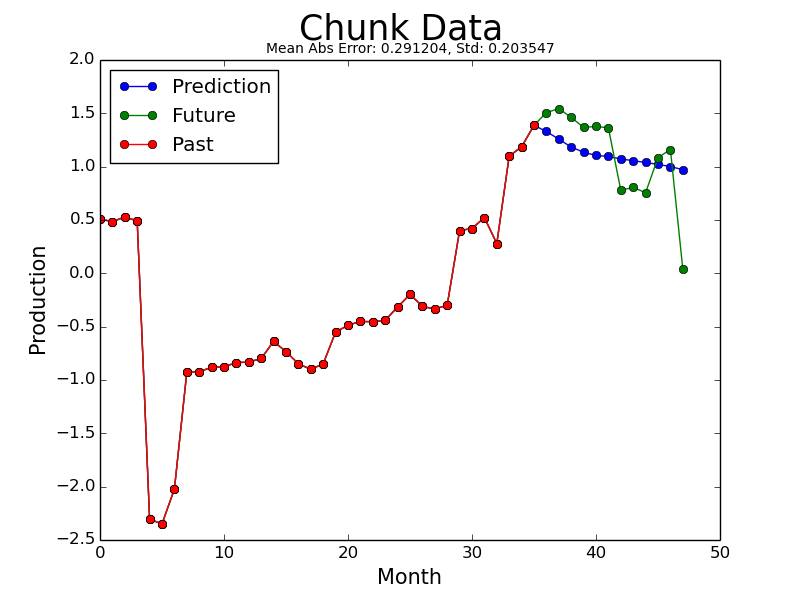 Chunk Data
Mean Abs Error: 0.291204, Std: 0.203547
Prediction
Future
Past
2.0
1.5
1.0
0.5
0.0
−0.5
−1.0
−1.5
−2.0
−2.5
Production
0 10 20 30 40 50
Month